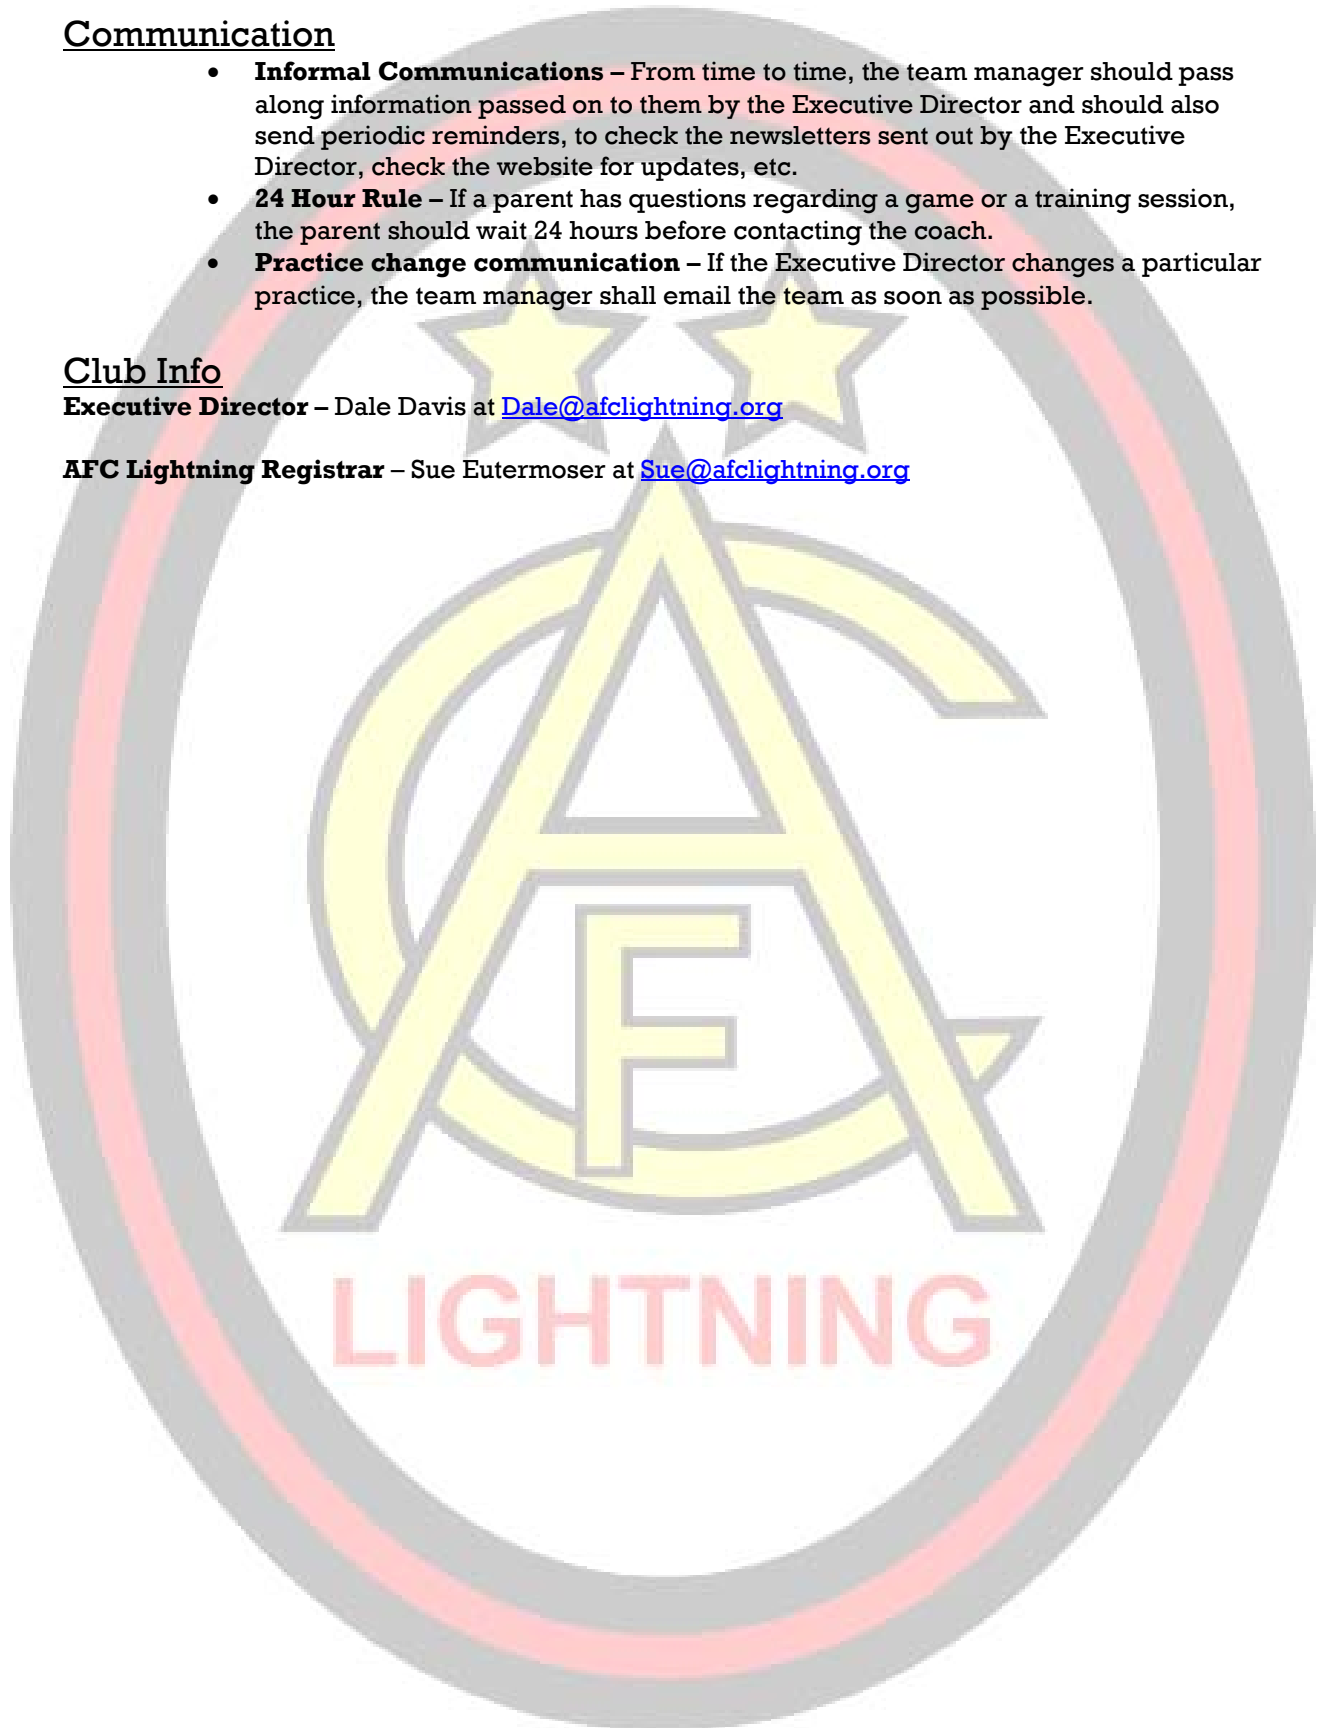 Communication
• Informal Communications – From time to time, the team manager should pass
along information passed on to them by the Executive Director and should also
send periodic reminders, to check the newsletters sent out by the Executive
Director, check the website for updates, etc.
• 24 Hour Rule – If a parent has questions regarding a game or a training session,
the parent should wait 24 hours before contacting the coach.
• Practice change communication – If the Executive Director changes a particular
practice, the team manager shall email the team as soon as possible.
Club Info
Executive Director – Dale Davis at Dale@afclightning.org
AFC Lightning Registrar – Sue Eutermoser at Sue@afclightning.org
AFC
LIGHTNING